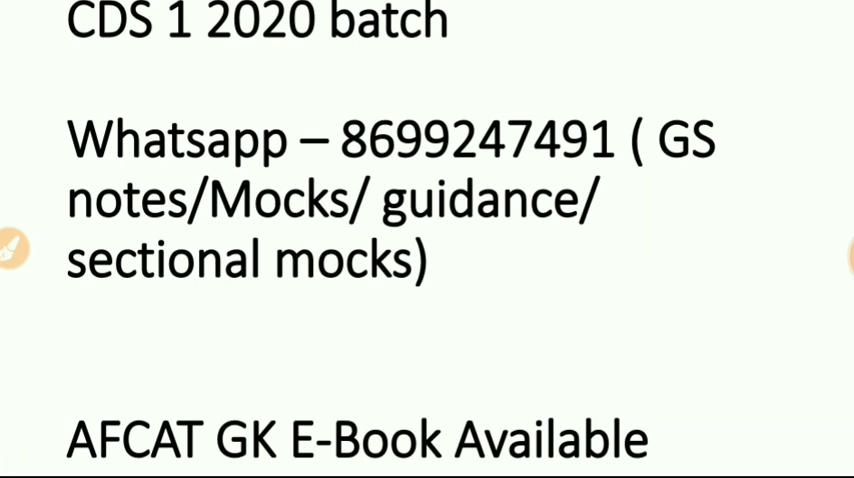 CDS 1 2020 batch
Whatsapp – 8699247491 ( GS
notes/Mocks/ guidance/
sectional mocks)
AFCAT GK E-Book Available